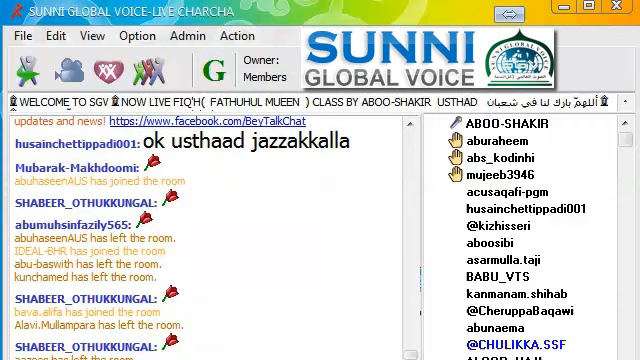 SUNNI GLOBAL VOICE-LIVE CHARCHA
File Edit View Option Admin Action
G
Owner:
Members
SUNNI
GLOBAL VOICE
WELCOME TO SGV NOW LIVE FIQ'H( FATHUHUL MUEEN ) CLASS BY ABOO-SHAKIR USTHAD أللهمّ بارك لنا في شعبان
updates and news! https://www.facebook.com/BeyTalkChat
husainchettippadi001: ok usthaad jazzakkalla
Mubarak-Makhdoomi:
abuhaseenAUS has joined the room
SHABEER_OTHUKKUNGAL:
abumuhsinfazily565:
abuhaseenAUS has left the room.
IDEAL-BHR has joined the room
abu-baswith has left the room.
kunchamed has left the room.
SHABEER_OTHUKKUNGAL:
bava.alifa has joined the room
Alavi.Mullampara has left the room.
SHABEER_OTHUKKUNGAL:
ABOO-SHAKIR
aburaheem
abs_kodinhi
mujeeb3946
acusaqafi-pgm
husainchettippadi001
@kizhisseri
aboosibi
asarmulla.taji
BABU_VTS
kanmanam.shihab
@CheruppaBaqawi
abunaema
@CHULIKKA.SSF